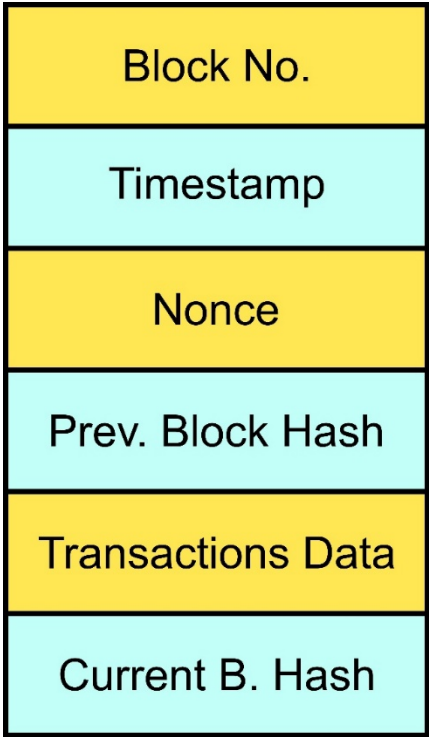 Block No.
Timestamp
Nonce
Prev. Block Hash
Transactions Data
Current B. Hash